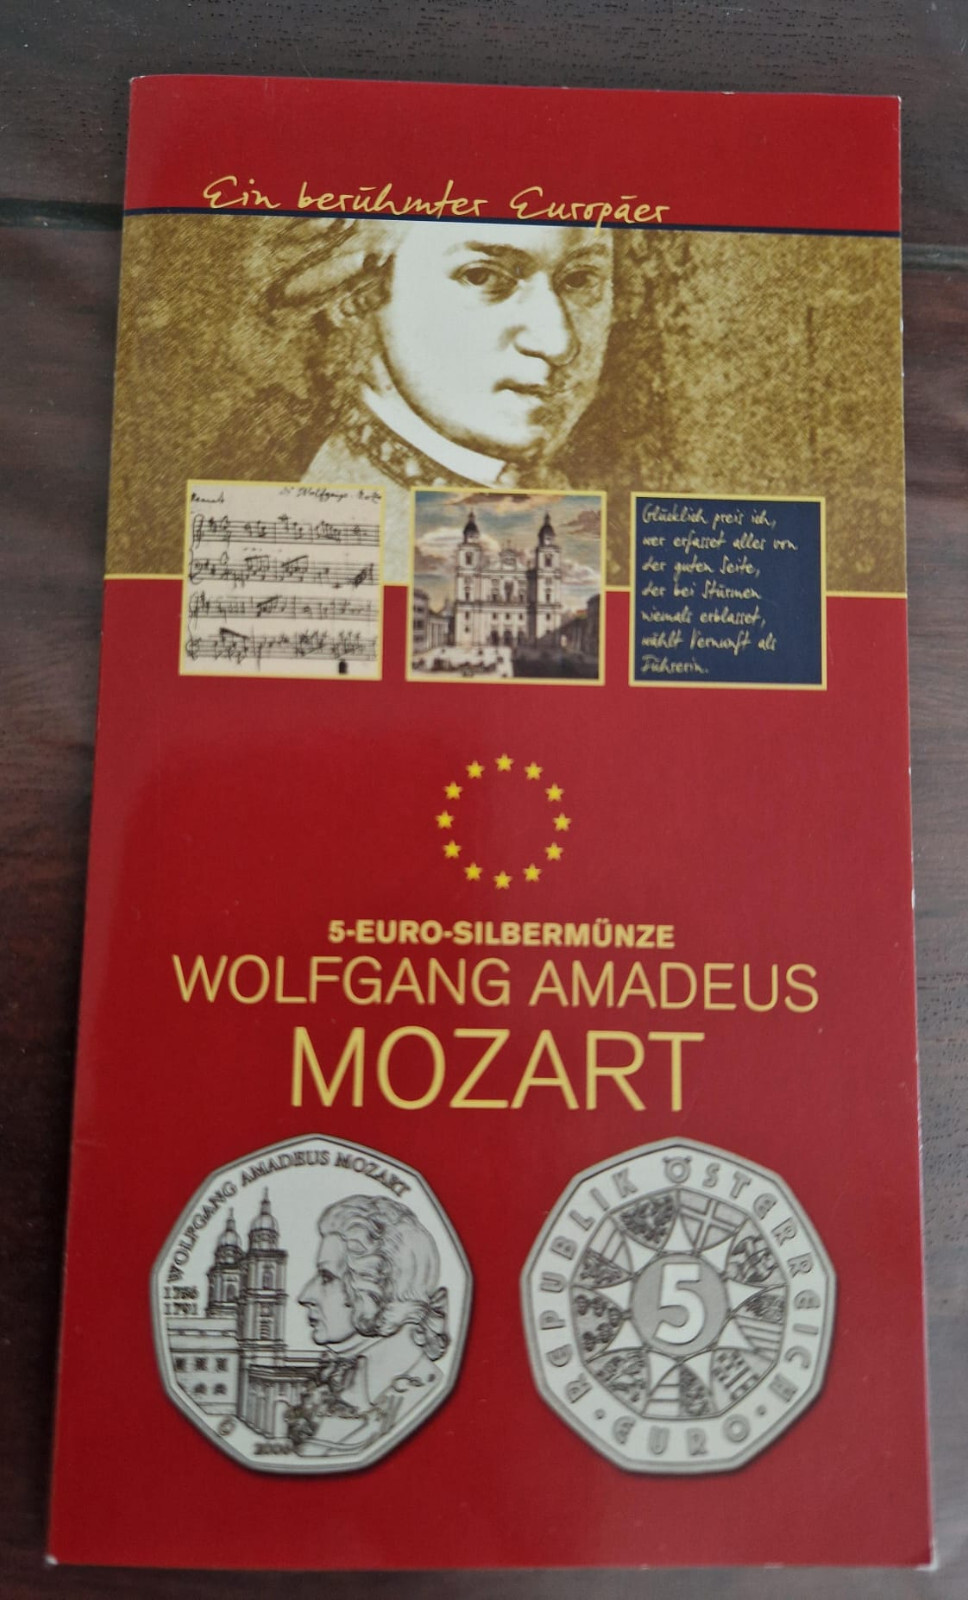 Ein berühmter Europäer
Glücklich preis ich,
wer erfasset alles von
der guten Seite,
der bei Stürmen
niemals erblasset,
wählt Vernunft als
Führerin.
5-EURO-SILBERMÜNZE
WOLFGANG AMADEUS
MOZART
WOLFGANG AMADEUS MOZART
1756
1791
2006
REPUBLIK ÖSTERREICH
5
EURO